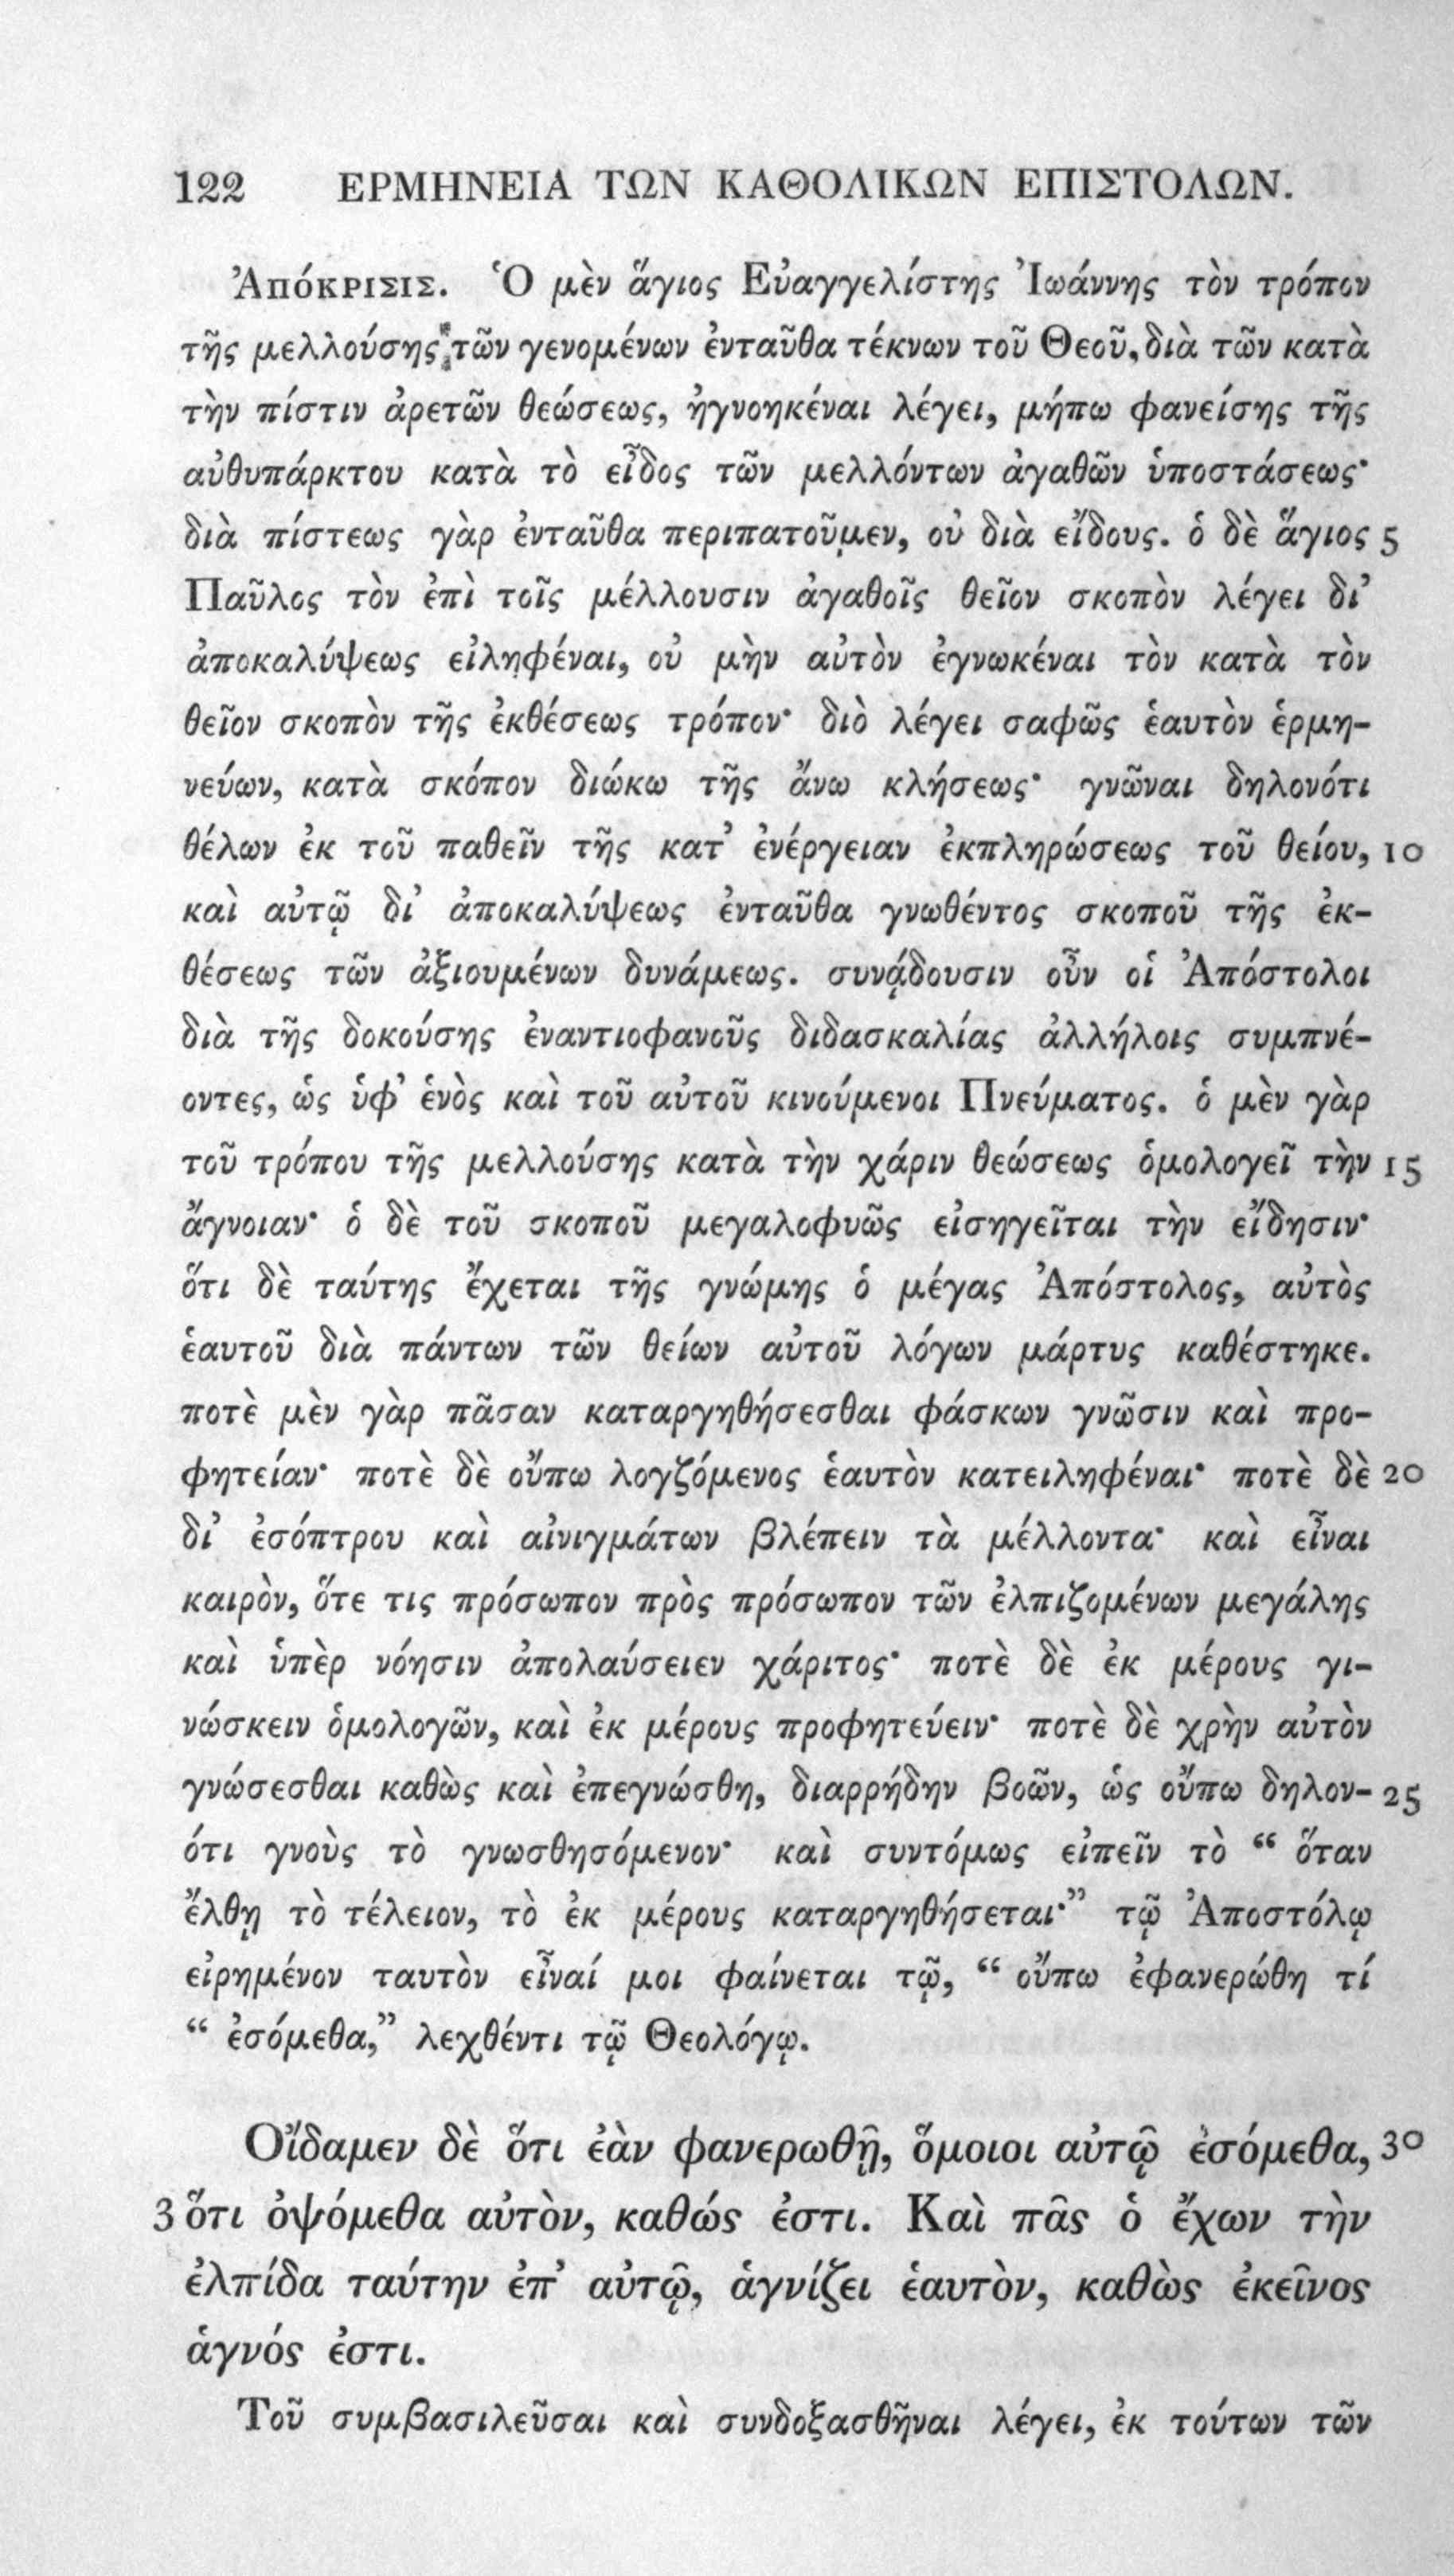 122 ΕΡΜΗΝΕΙΑ ΤΩΝ ΚΑΘΟΛΙΚΩΝ ΕΠΙΣΤΟΛΩΝ.
Ἀπόκρισις. Ὁ μὲν ἅγιος Εὐαγγελίστης Ἰωάννης τὸν τρόπον
τῆς μελλούσης τῶν γενομένων ἐνταῦθα τέκνων τοῦ Θεοῦ, διὰ τῶν κατὰ
τὴν πίστιν ἀρετῶν θεώσεως, ἠγνοηκέναι λέγει, μήπω φανείσης τῆς
αὐθυπάρκτου κατὰ τὸ εἶδος τῶν μελλόντων ἀγαθῶν ὑποστάσεως·
διὰ πίστεως γὰρ ἐνταῦθα περιπατοῦμεν, οὐ διὰ εἴδους. ὁ δὲ ἅγιος 5
Παῦλος τὸν ἐπὶ τοῖς μέλλουσιν ἀγαθοῖς θεῖον σκοπὸν λέγει δι’
ἀποκαλύψεως εἰληφέναι, οὐ μὴν αὐτὸν ἐγνωκέναι τὸν κατὰ τὸν
θεῖον σκοπὸν τῆς ἐκθέσεως τρόπον· διὸ λέγει σαφῶς ἑαυτὸν ἑρμη-
νεύων, κατὰ σκόπον διώκω τῆς ἄνω κλήσεως· γνῶναι δηλονότι
θέλων ἐκ τοῦ παθεῖν τῆς κατ’ ἐνέργειαν ἐκπληρώσεως τοῦ θείου, 10
καὶ αὐτῷ δι’ ἀποκαλύψεως ἐνταῦθα γνωθέντος σκοποῦ τῆς ἐκ-
θέσεως τῶν ἀξιουμένων δυνάμεως. συνᾴδουσιν οὖν οἱ Ἀπόστολοι
διὰ τῆς δοκούσης ἐναντιοφανοῦς διδασκαλίας ἀλλήλοις συμπνέ-
οντες, ὡς ὑφ’ ἑνὸς καὶ τοῦ αὐτοῦ κινούμενοι Πνεύματος. ὁ μὲν γὰρ
τοῦ τρόπου τῆς μελλούσης κατὰ τὴν χάριν θεώσεως ὁμολογεῖ τὴν 15
ἄγνοιαν· ὁ δὲ τοῦ σκοποῦ μεγαλοφυῶς εἰσηγεῖται τὴν εἴδησιν·
ὅτι δὲ ταύτης ἔχεται τῆς γνώμης ὁ μέγας Ἀπόστολος, αὐτὸς
ἑαυτοῦ διὰ πάντων τῶν θείων αὐτοῦ λόγων μάρτυς καθέστηκε.
ποτὲ μὲν γὰρ πᾶσαν καταργηθήσεσθαι φάσκων γνῶσιν καὶ προ-
φητείαν· ποτὲ δὲ οὔπω λογζόμενος ἑαυτὸν κατειληφέναι· ποτὲ δὲ 20
δι’ ἐσόπτρου καὶ αἰνιγμάτων βλέπειν τὰ μέλλοντα· καὶ εἶναι
καιρὸν, ὅτε τις πρόσωπον πρὸς πρόσωπον τῶν ἐλπιζομένων μεγάλης
καὶ ὑπὲρ νόησιν ἀπολαύσειεν χάριτος· ποτὲ δὲ ἐκ μέρους γι-
νώσκειν ὁμολογῶν, καὶ ἐκ μέρους προφητεύειν· ποτὲ δὲ χρὴν αὐτὸν
γνώσεσθαι καθὼς καὶ ἐπεγνώσθη, διαρρήδην βοῶν, ὡς οὔπω δηλον- 25
ότι γνοὺς τὸ γνωσθησόμενον· καὶ συντόμως εἰπεῖν τὸ “ ὅταν
ἔλθῃ τὸ τέλειον, τὸ ἐκ μέρους καταργηθήσεται·” τῷ Ἀποστόλῳ
εἰρημένον ταυτὸν εἶναί μοι φαίνεται τῷ, “ οὔπω ἐφανερώθη τί
“ ἐσόμεθα,” λεχθέντι τῷ Θεολόγῳ.
Οἴδαμεν δὲ ὅτι ἐὰν φανερωθῇ, ὅμοιοι αὐτῷ ἐσόμεθα, 30
3 ὅτι ὀψόμεθα αὐτὸν, καθώς ἐστι. Καὶ πᾶς ὁ ἔχων τὴν
ἐλπίδα ταύτην ἐπ’ αὐτῷ, ἁγνίζει ἑαυτὸν, καθὼς ἐκεῖνος
ἁγνός ἐστι.
Τοῦ συμβασιλεῦσαι καὶ συνδοξασθῆναι λέγει, ἐκ τούτων τῶν